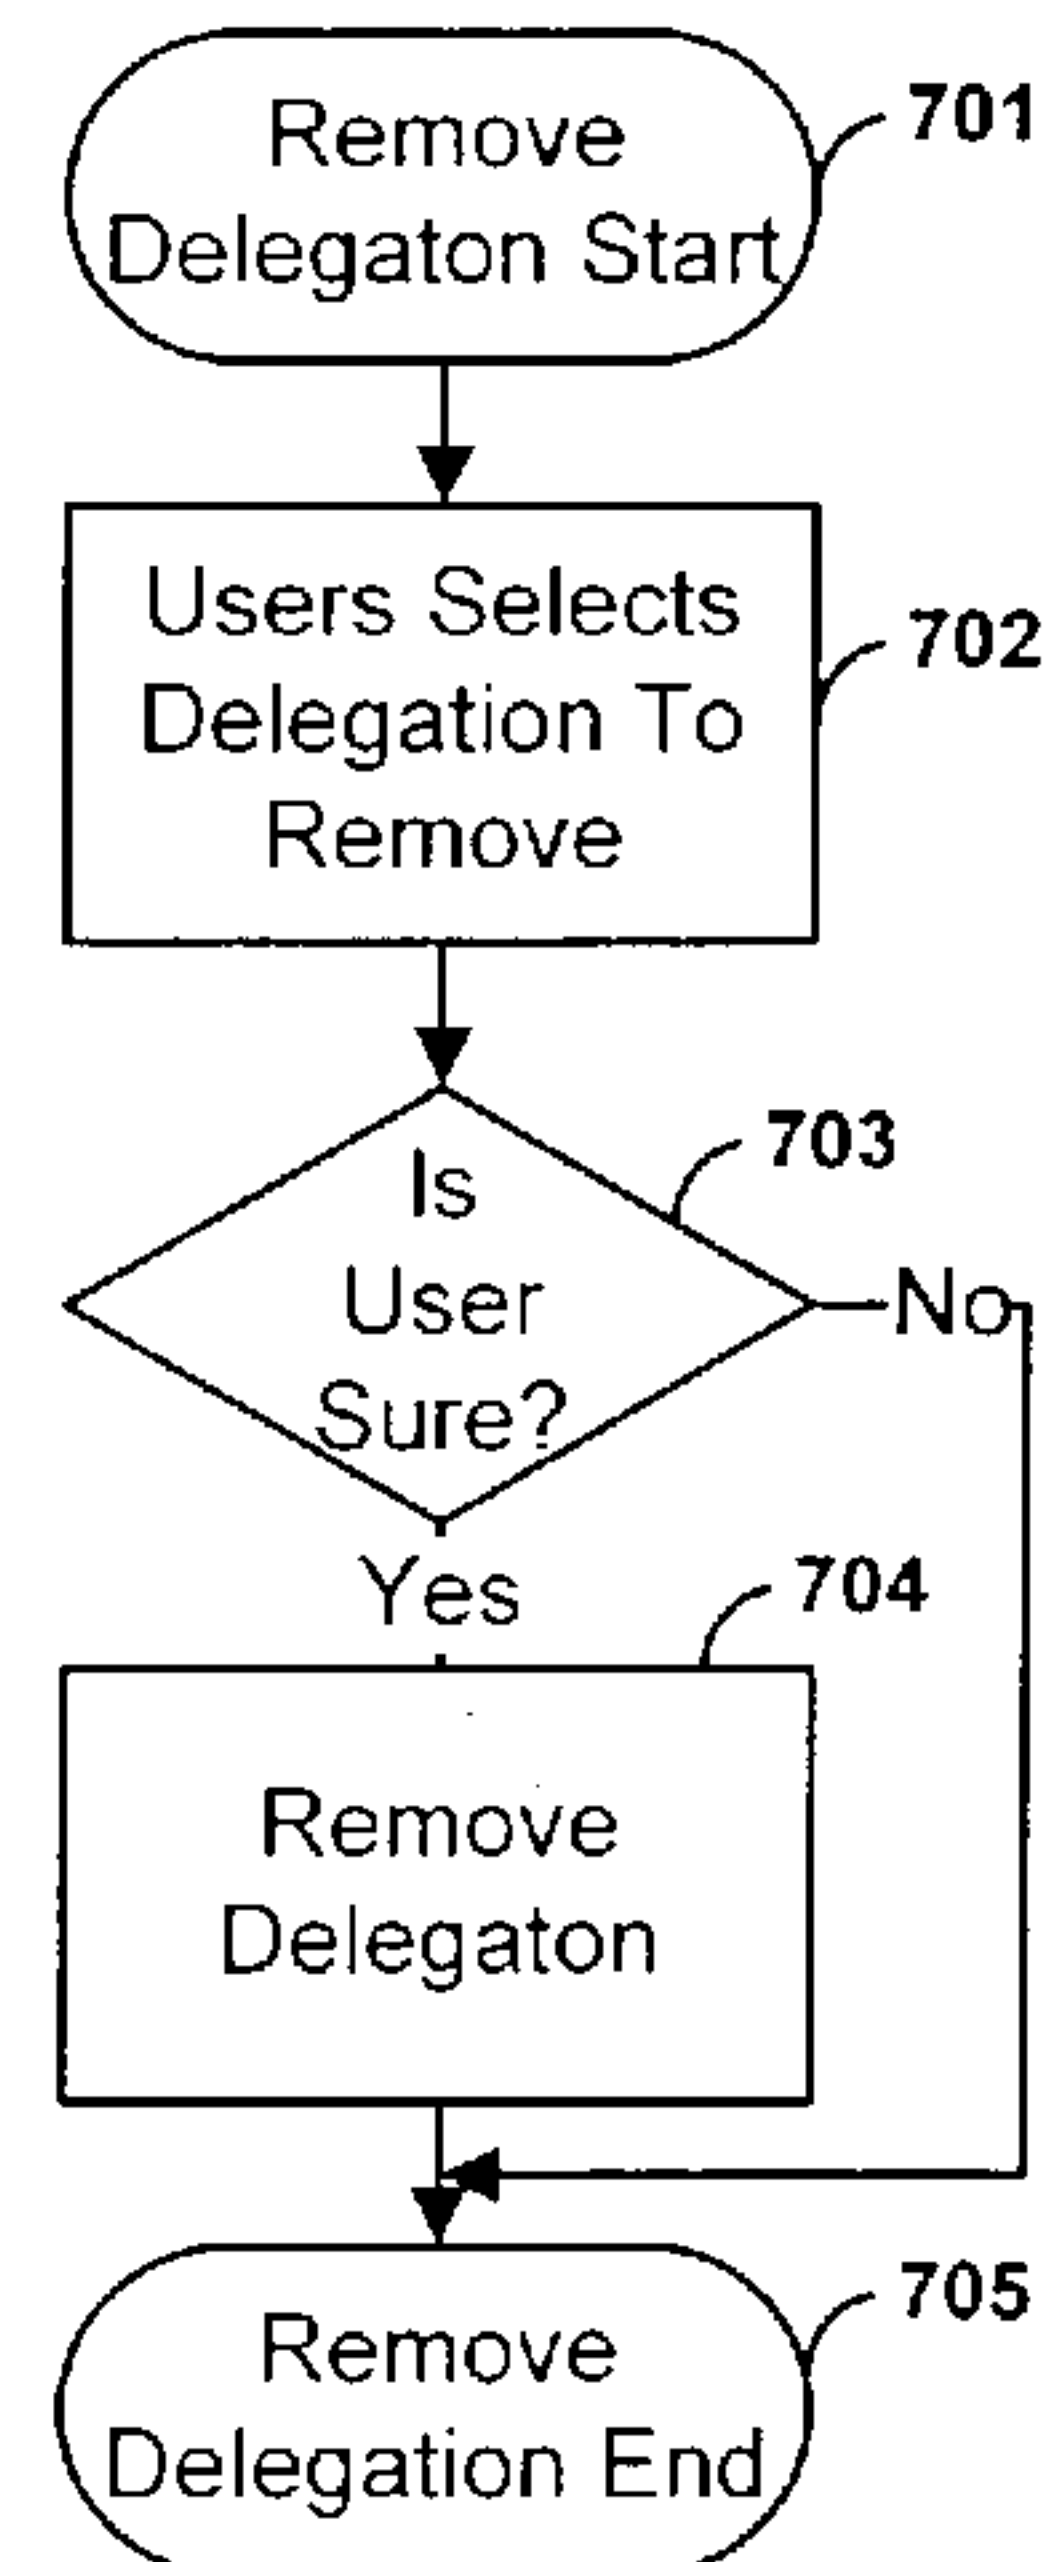 Remove
Delegaton Start
701
Users Selects
Delegation To
Remove
702
Is
User
Sure?
703
No
Yes
704
Remove
Delegaton
Remove
Delegation End
705